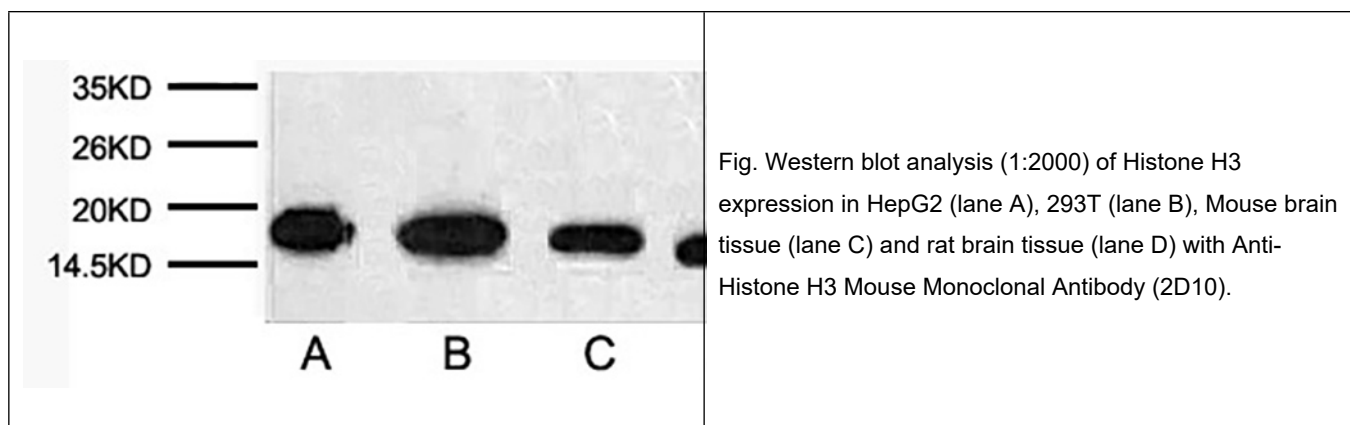 35KD
26KD
20KD
14.5KD
A B C
Fig. Western blot analysis (1:2000) of Histone H3
expression in HepG2 (lane A), 293T (lane B), Mouse brain
tissue (lane C) and rat brain tissue (lane D) with Anti-
Histone H3 Mouse Monoclonal Antibody (2D10).